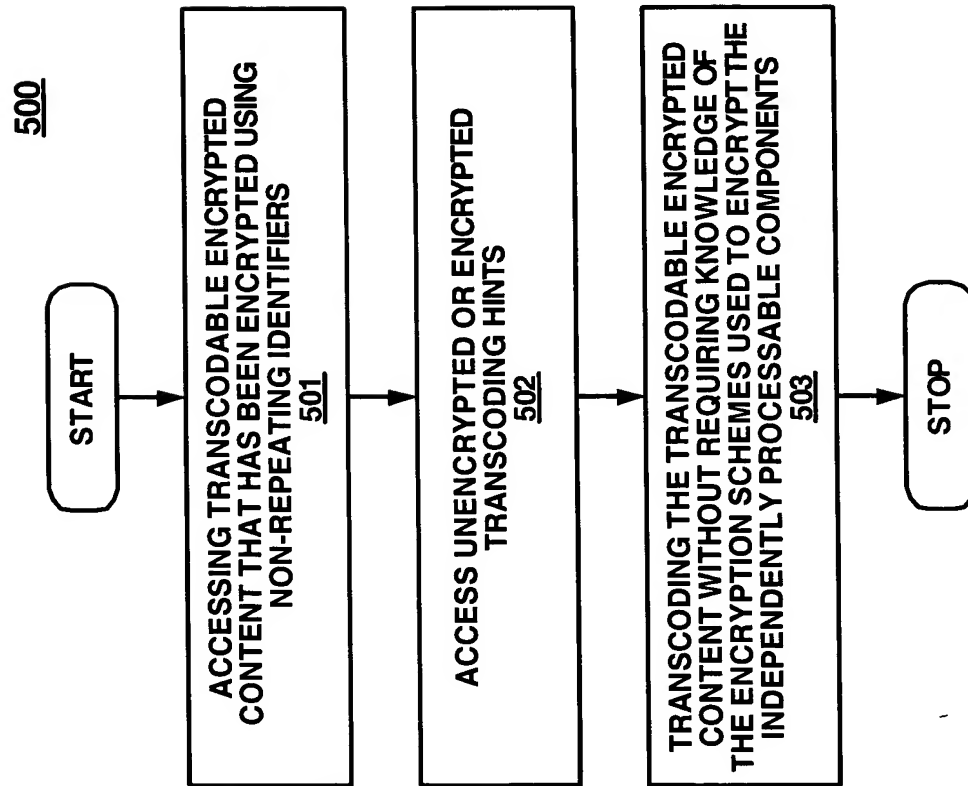 500
START
ACCESSING TRANSCODABLE ENCRYPTED
CONTENT THAT HAS BEEN ENCRYPTED USING
NON-REPEATING IDENTIFIERS
501
ACCESS UNENCRYPTED OR ENCRYPTED
TRANSCODING HINTS
502
TRANSCODING THE TRANSCODABLE ENCRYPTED
CONTENT WITHOUT REQUIRING KNOWLEDGE OF
THE ENCRYPTION SCHEMES USED TO ENCRYPT THE
INDEPENDENTLY PROCESSABLE COMPONENTS
503
STOP